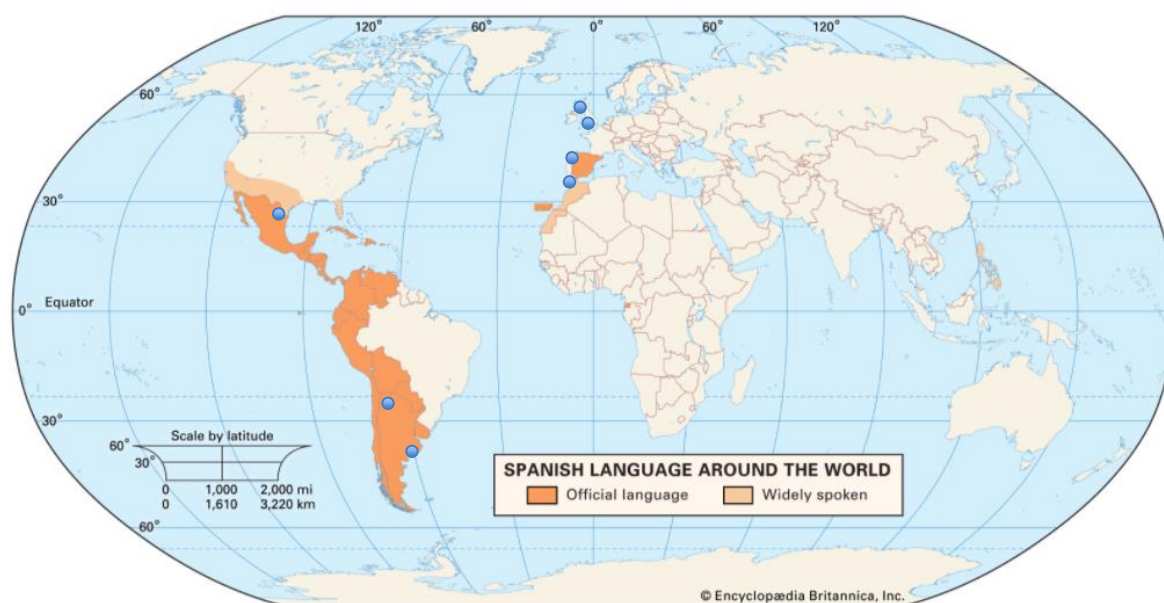 120°
60°
0°
60°
120°
60°
30°
0°
Equator
30°
60°
Scale by latitude
60°
30°
0 1,000 2,000 mi
0 1,610 3,220 km
SPANISH LANGUAGE AROUND THE WORLD
Official language Widely spoken
© Encyclopædia Britannica, Inc.